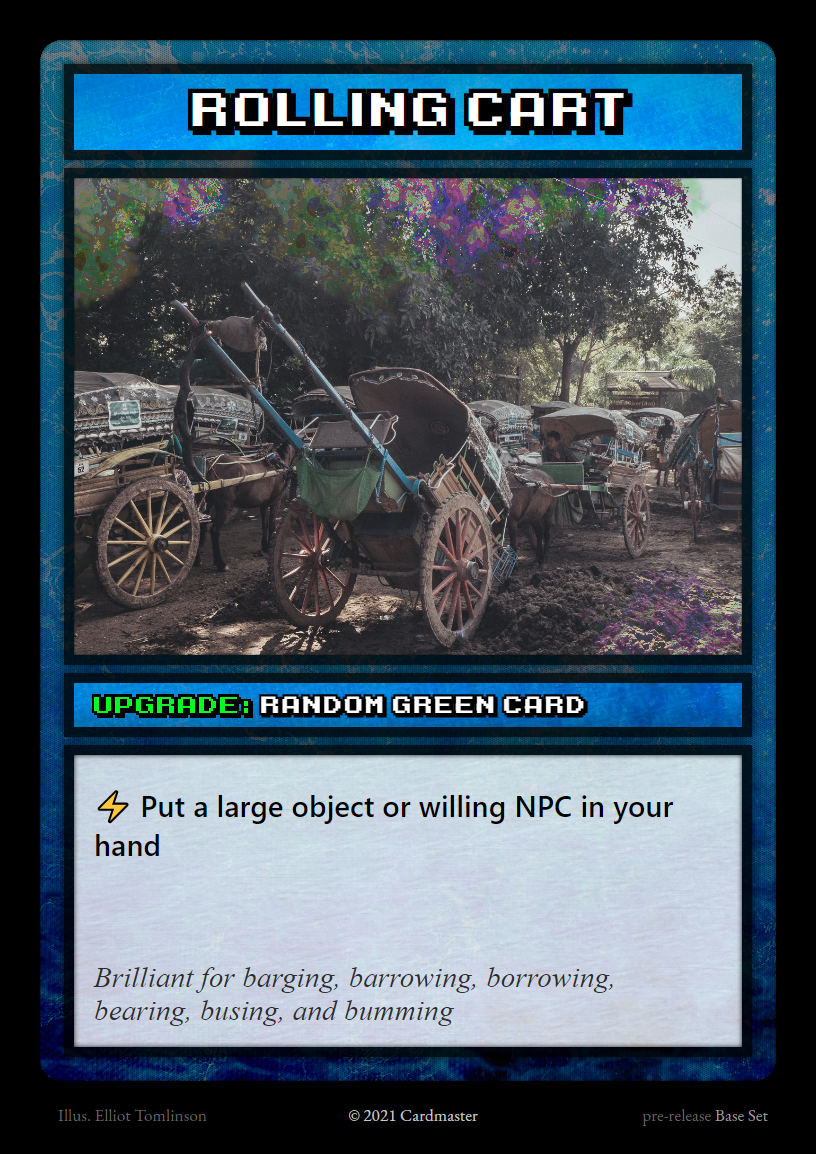 ROLLING CART
UPGRADE: RANDOM GREEN CARD
⚡ Put a large object or willing NPC in your
hand
Brilliant for barging, barrowing, borrowing,
bearing, busing, and bumming
Illus. Elliot Tomlinson © 2021 Cardmaster pre-release Base Set